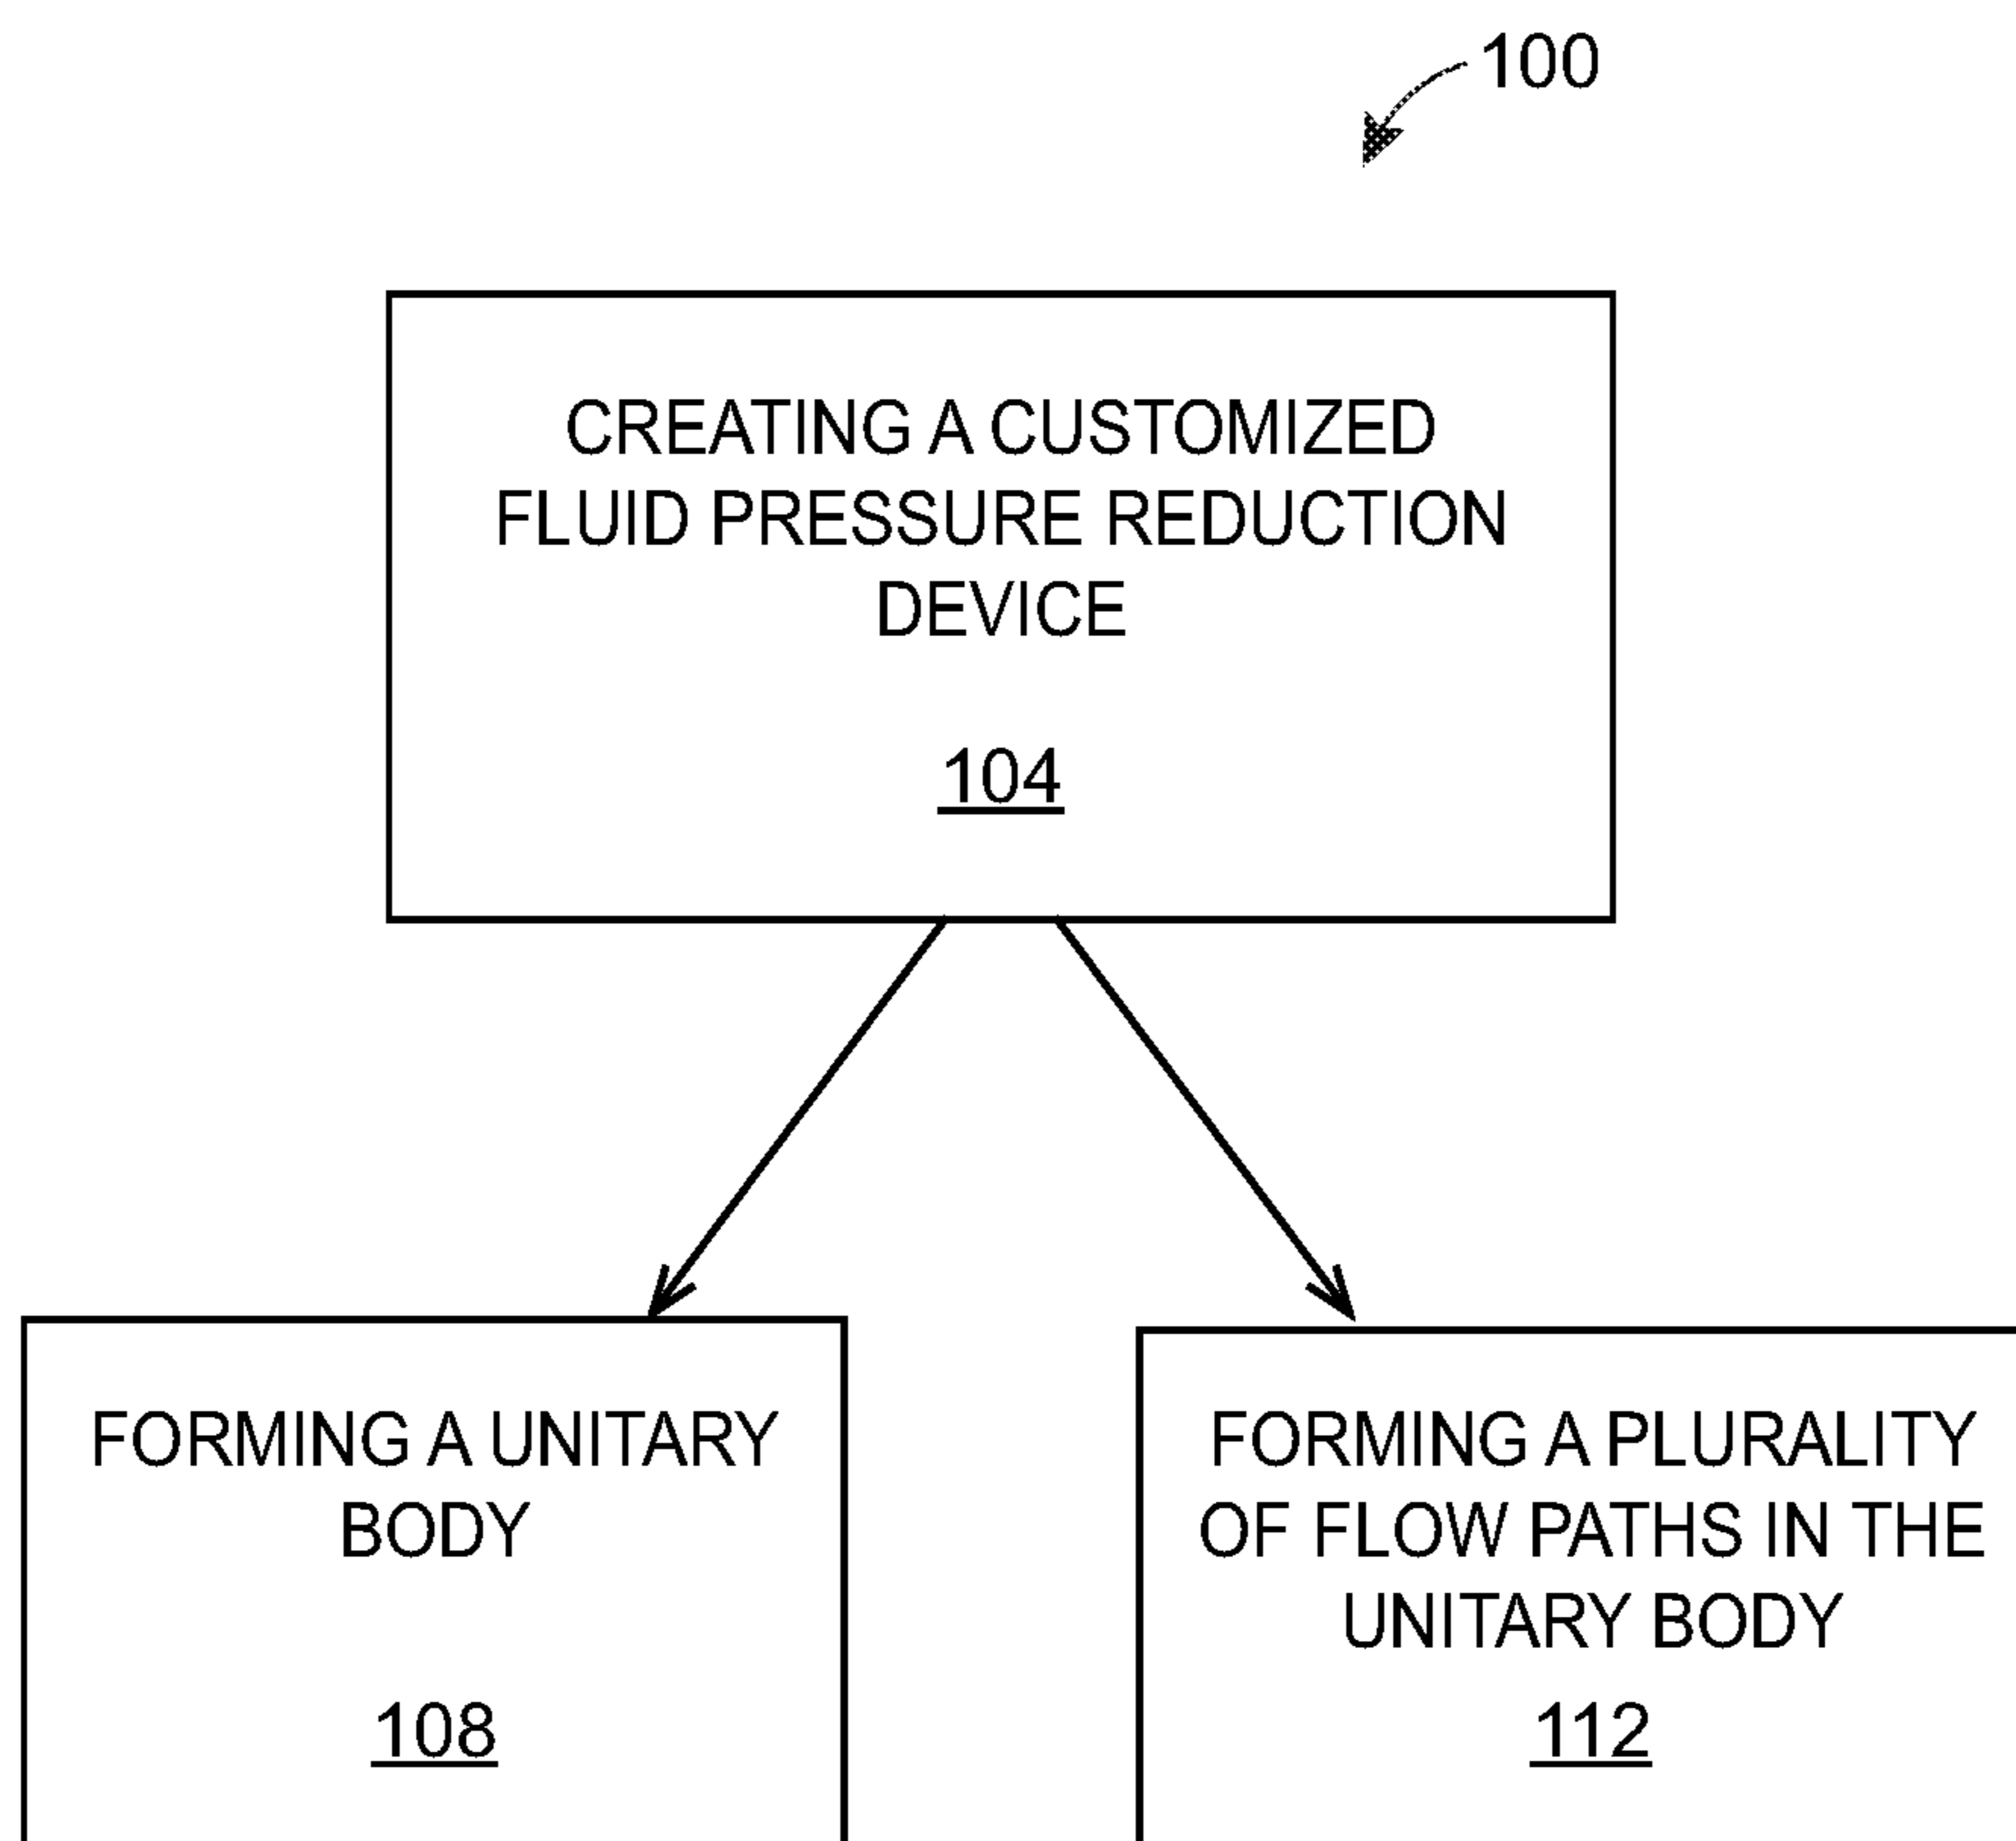 100
CREATING A CUSTOMIZED
FLUID PRESSURE REDUCTION
DEVICE
104
FORMING A UNITARY
BODY
108
FORMING A PLURALITY
OF FLOW PATHS IN THE
UNITARY BODY
112